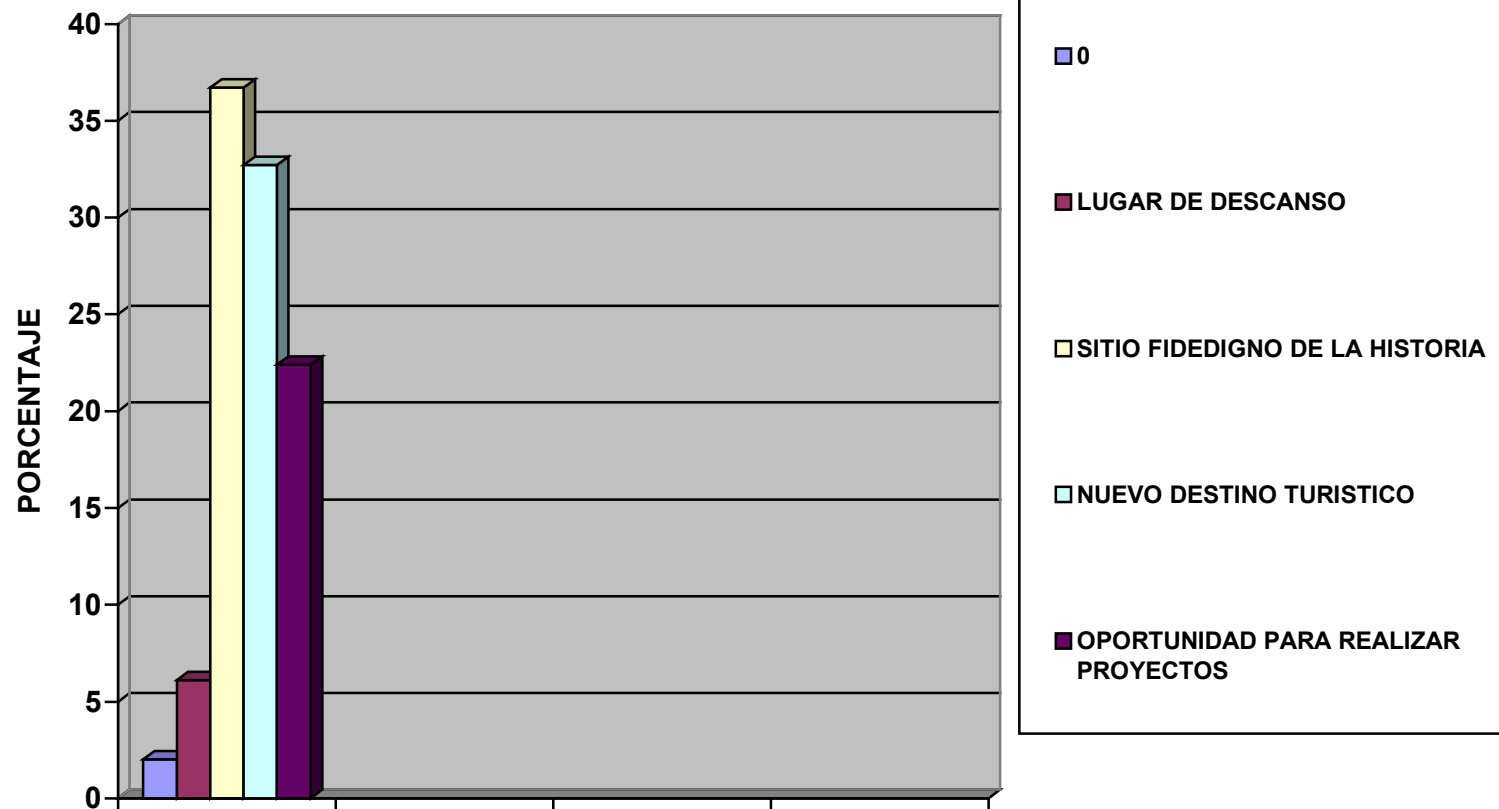 40
35
30
25
20
15
10
5
0
PORCENTAJE
0
LUGAR DE DESCANSO
SITIO FIDEDIGNO DE LA HISTORIA
NUEVO DESTINO TURISTICO
OPORTUNIDAD PARA REALIZAR
PROYECTOS